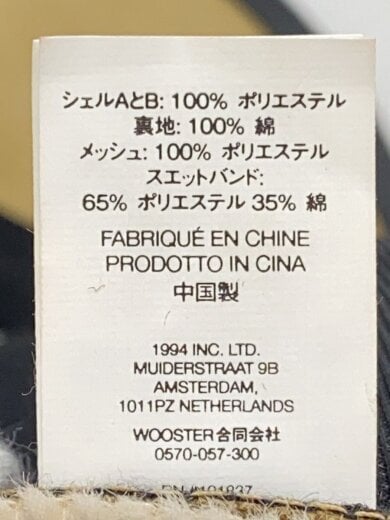 シェルAとB: 100% ポリエステル
裏地: 100% 綿
メッシュ: 100% ポリエステル
スエットバンド:
65% ポリエステル 35% 綿
FABRIQUÉ EN CHINE
PRODOTTO IN CINA
中国製
1994 INC. LTD.
MUIDERSTRAAT 9B
AMSTERDAM,
1011PZ NETHERLANDS
WOOSTER合同会社
0570-057-300